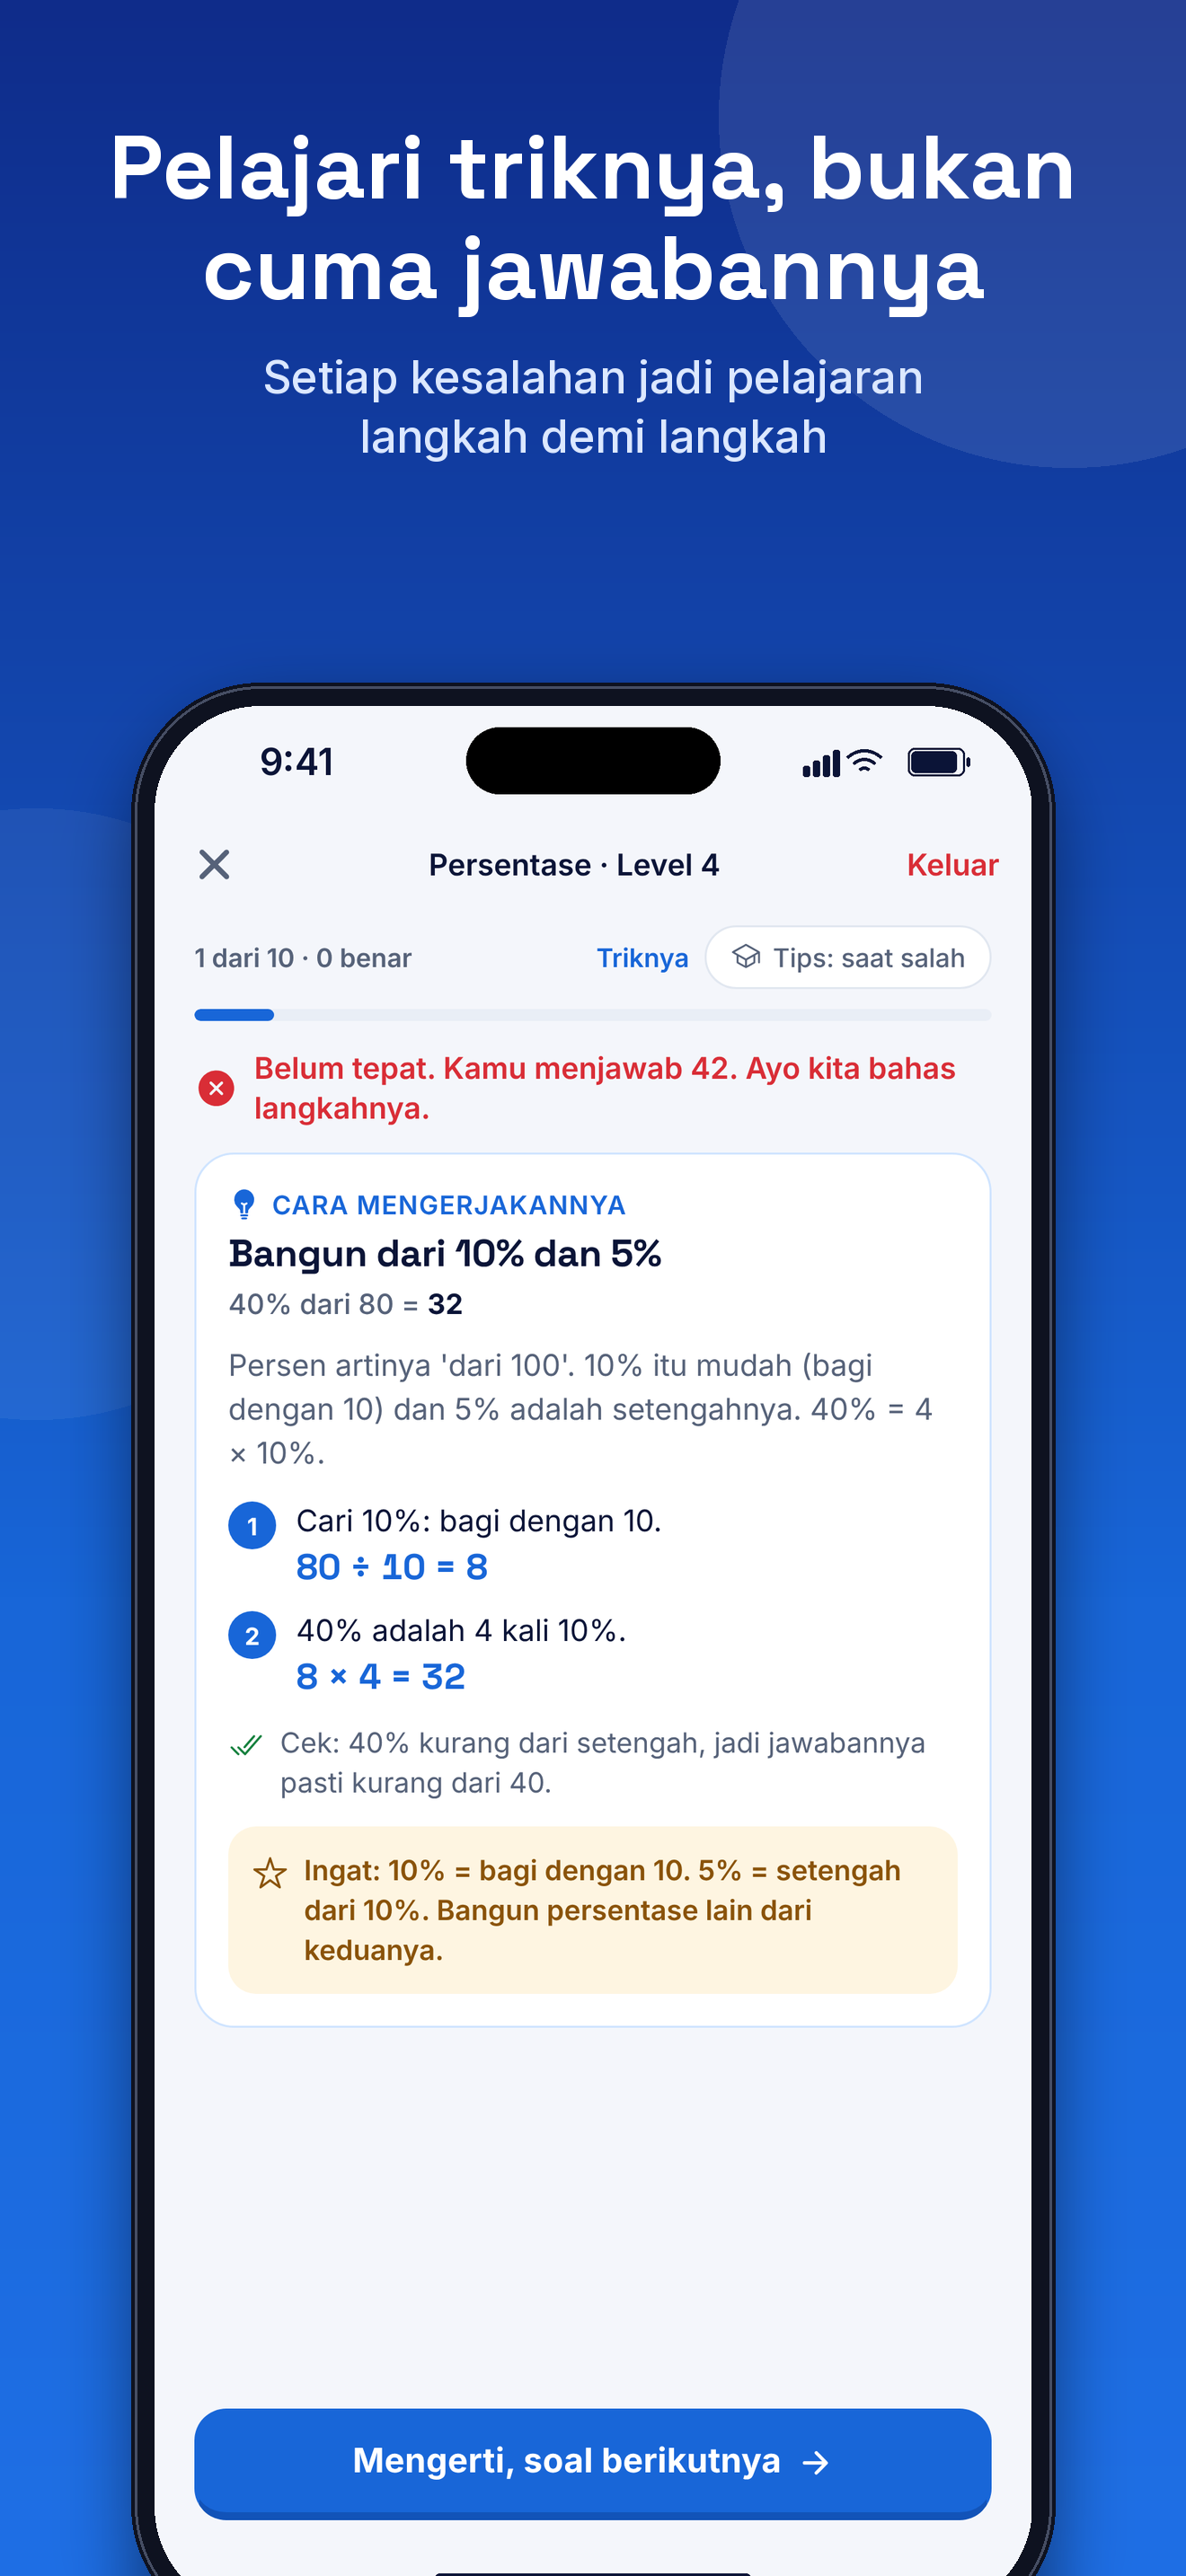 Pelajari triknya, bukan
cuma jawabannya
Setiap kesalahan jadi pelajaran
langkah demi langkah
9:41
Persentase · Level 4
Keluar
1 dari 10 · 0 benar
Triknya
Tips: saat salah
Belum tepat. Kamu menjawab 42. Ayo kita bahas
langkahnya.
CARA MENGERJAKANNYA
Bangun dari 10% dan 5%
40% dari 80 = 32
Persen artinya 'dari 100'. 10% itu mudah (bagi
dengan 10) dan 5% adalah setengahnya. 40% = 4
× 10%.
1
Cari 10%: bagi dengan 10.
80 ÷ 10 = 8
2
40% adalah 4 kali 10%.
8 × 4 = 32
Cek: 40% kurang dari setengah, jadi jawabannya
pasti kurang dari 40.
Ingat: 10% = bagi dengan 10. 5% = setengah
dari 10%. Bangun persentase lain dari
keduanya.
Mengerti, soal berikutnya →